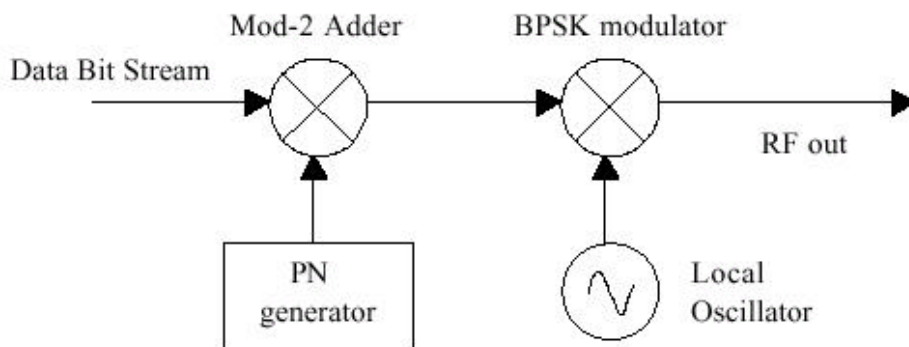 Mod-2 Adder
BPSK modulator
Data Bit Stream
RF out
PN
generator
Local
Oscillator